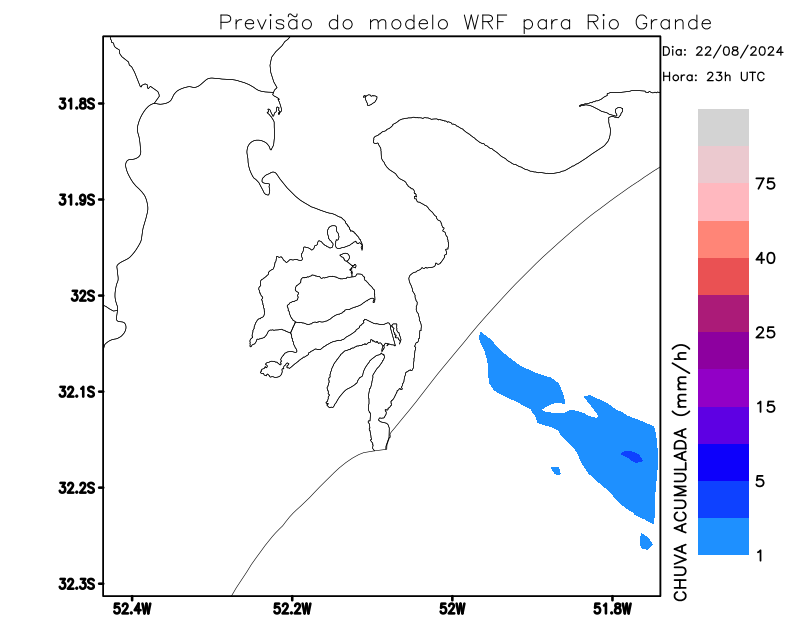 Previsão do modelo WRF para Rio Grande
Dia: 22/08/2024
Hora: 23h UTC
31.8S
31.9S
32S
32.1S
32.2S
32.3S
52.4W
52.2W
52W
51.8W
75
40
25
15
5
1
CHUVA ACUMULADA (mm/h)